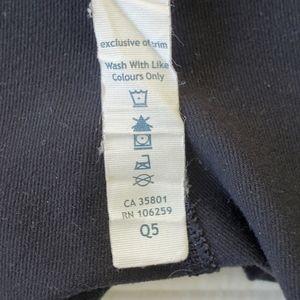 exclusive of trim
Wash With Like
Colours Only
CA 35801
RN 106259
Q5